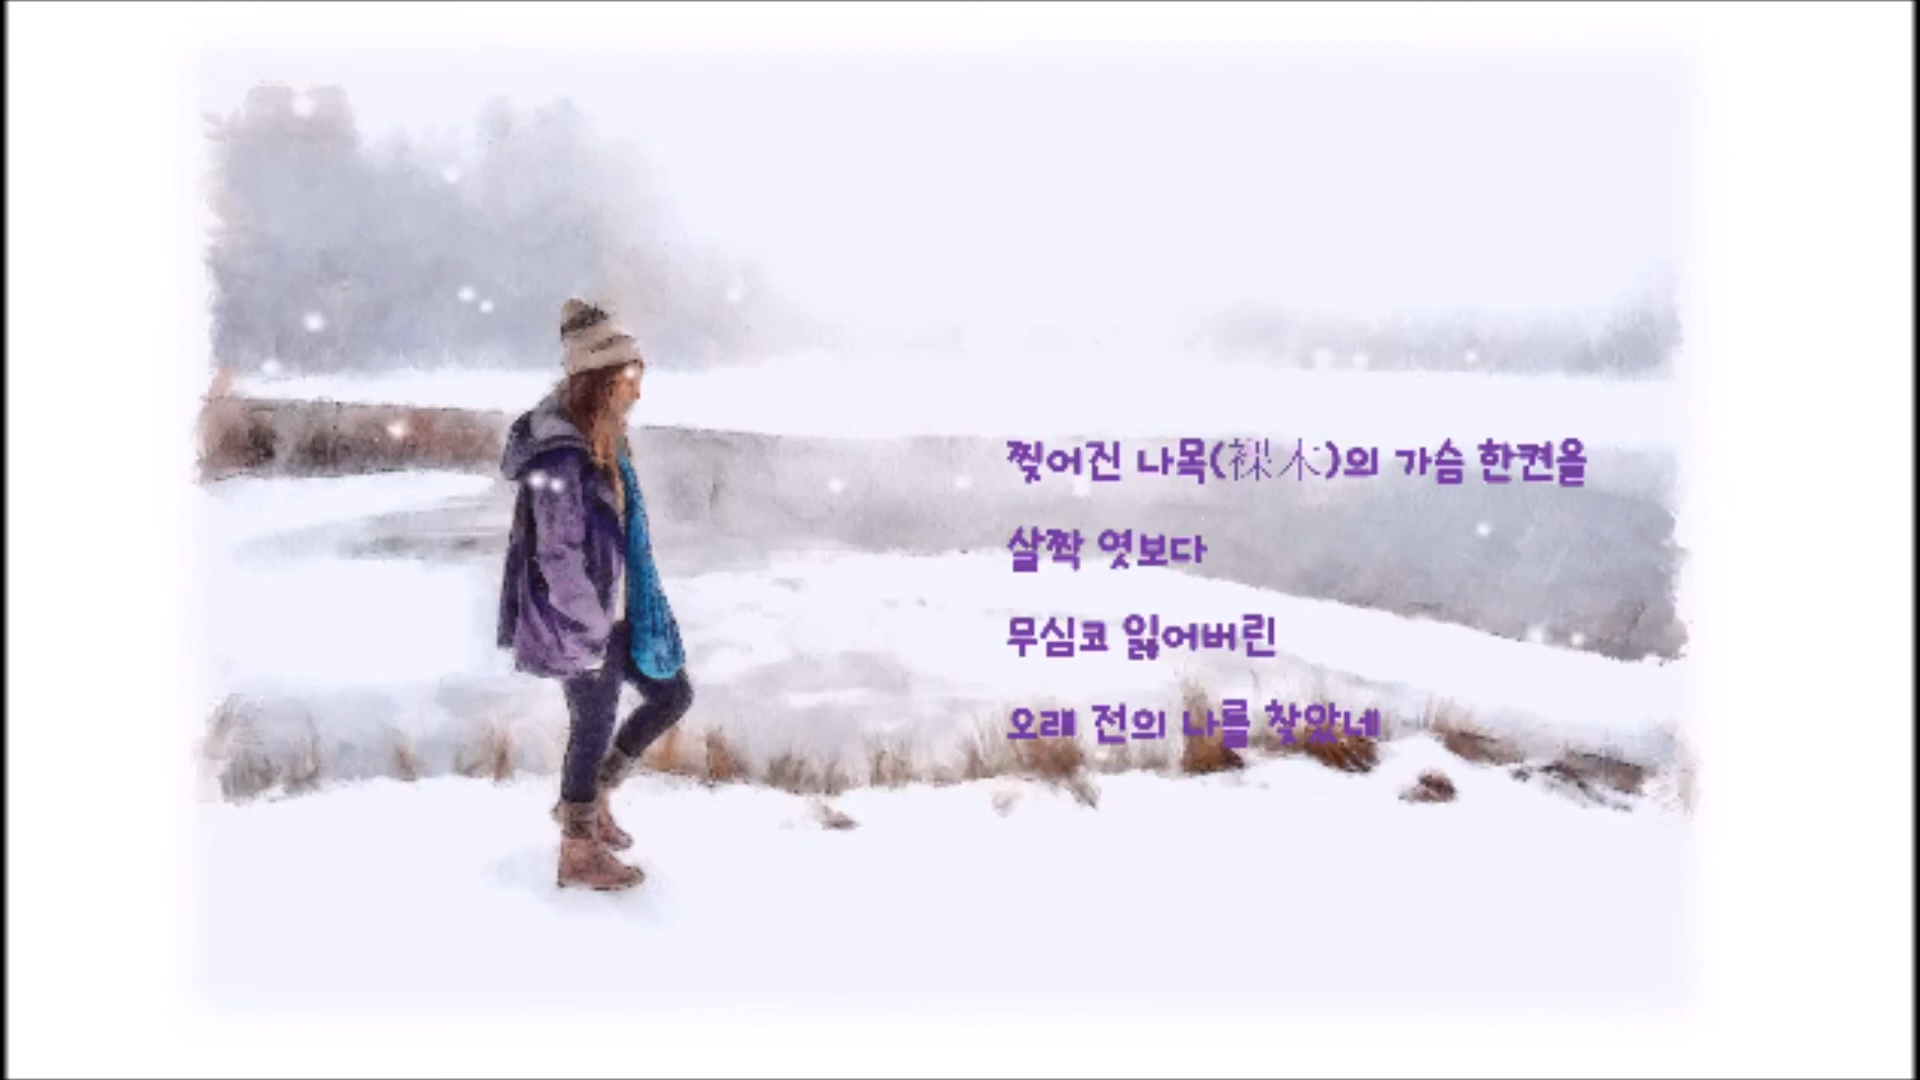 찢어진 나목(裸木)의 가슴 한켠을
살짝 엿보다
무심코 잃어버린
오래 전의 나를 찾았네